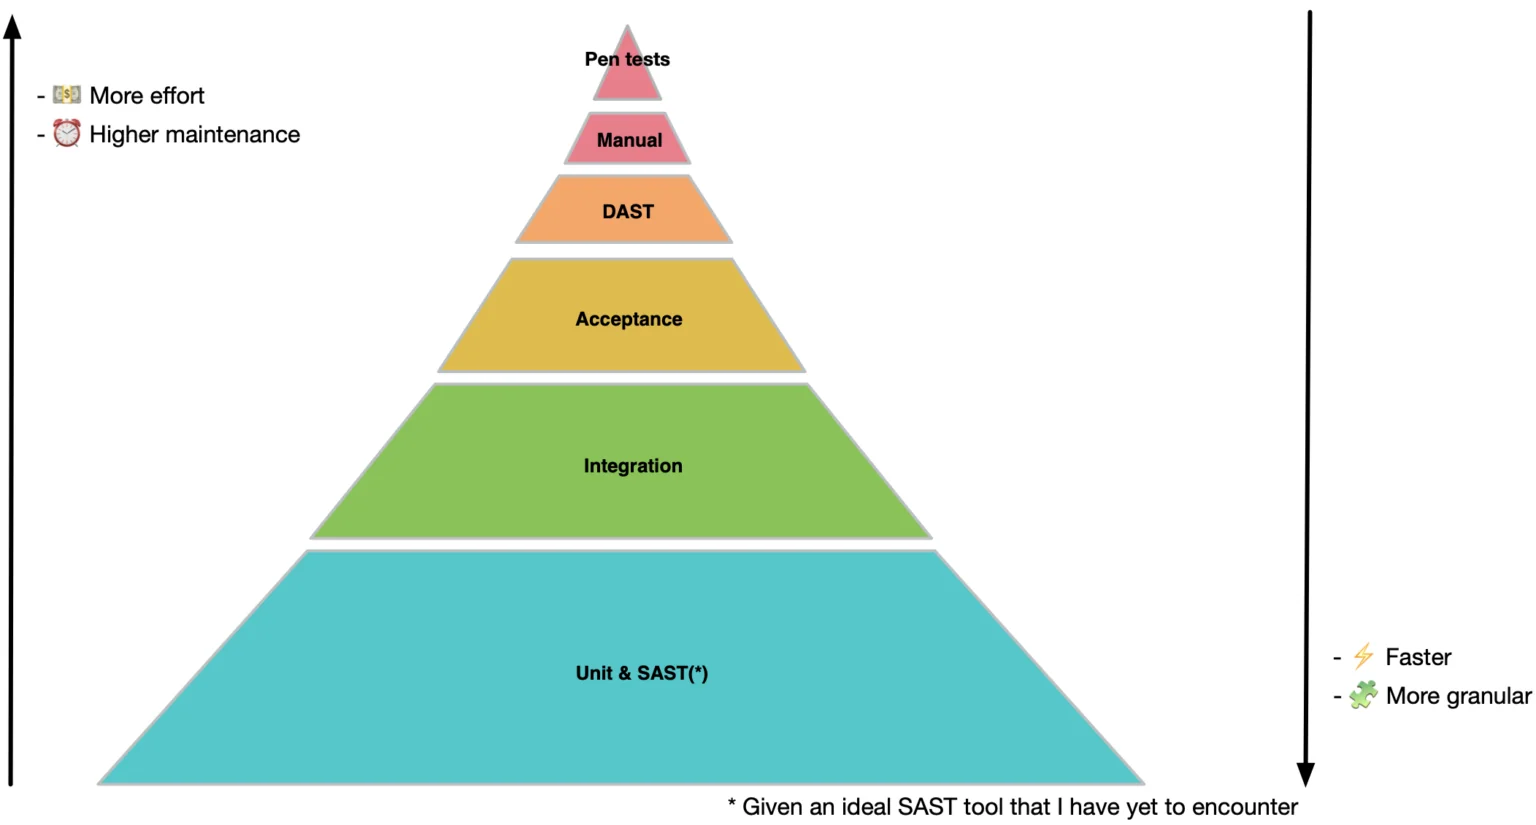 Pen tests
- 💵 More effort
- ⏰ Higher maintenance
Manual
DAST
Acceptance
Integration
Unit & SAST(*)
- ⚡ Faster
- 🧩 More granular
* Given an ideal SAST tool that I have yet to encounter